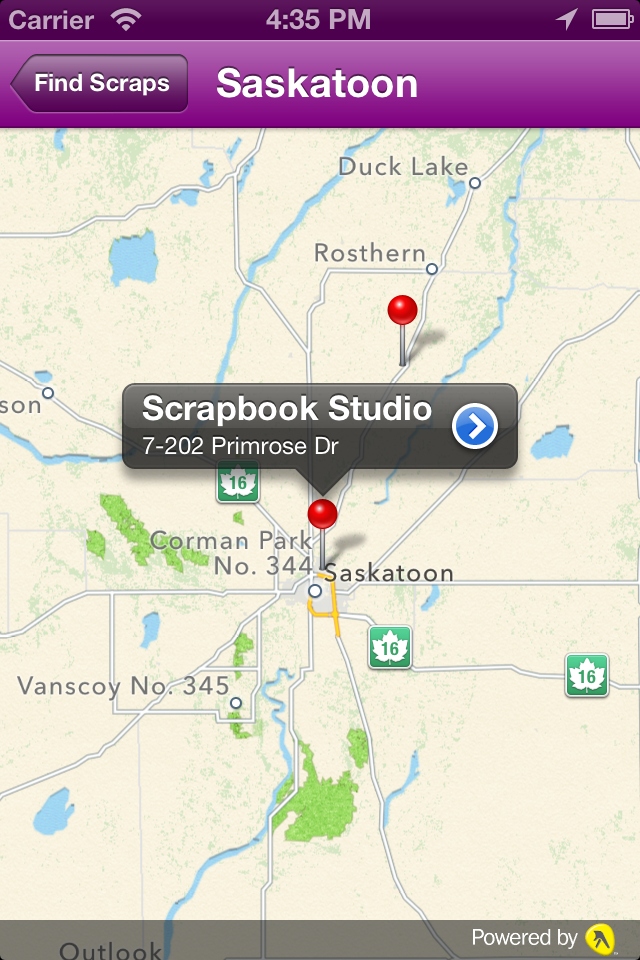 Carrier 4:35 PM
Find Scraps Saskatoon
Duck Lake
Rosthern
son
Scrapbook Studio
7-202 Primrose Dr
16
Corman Park
No. 344
Saskatoon
16
16
Vanscoy No. 345
Outlook
Powered by